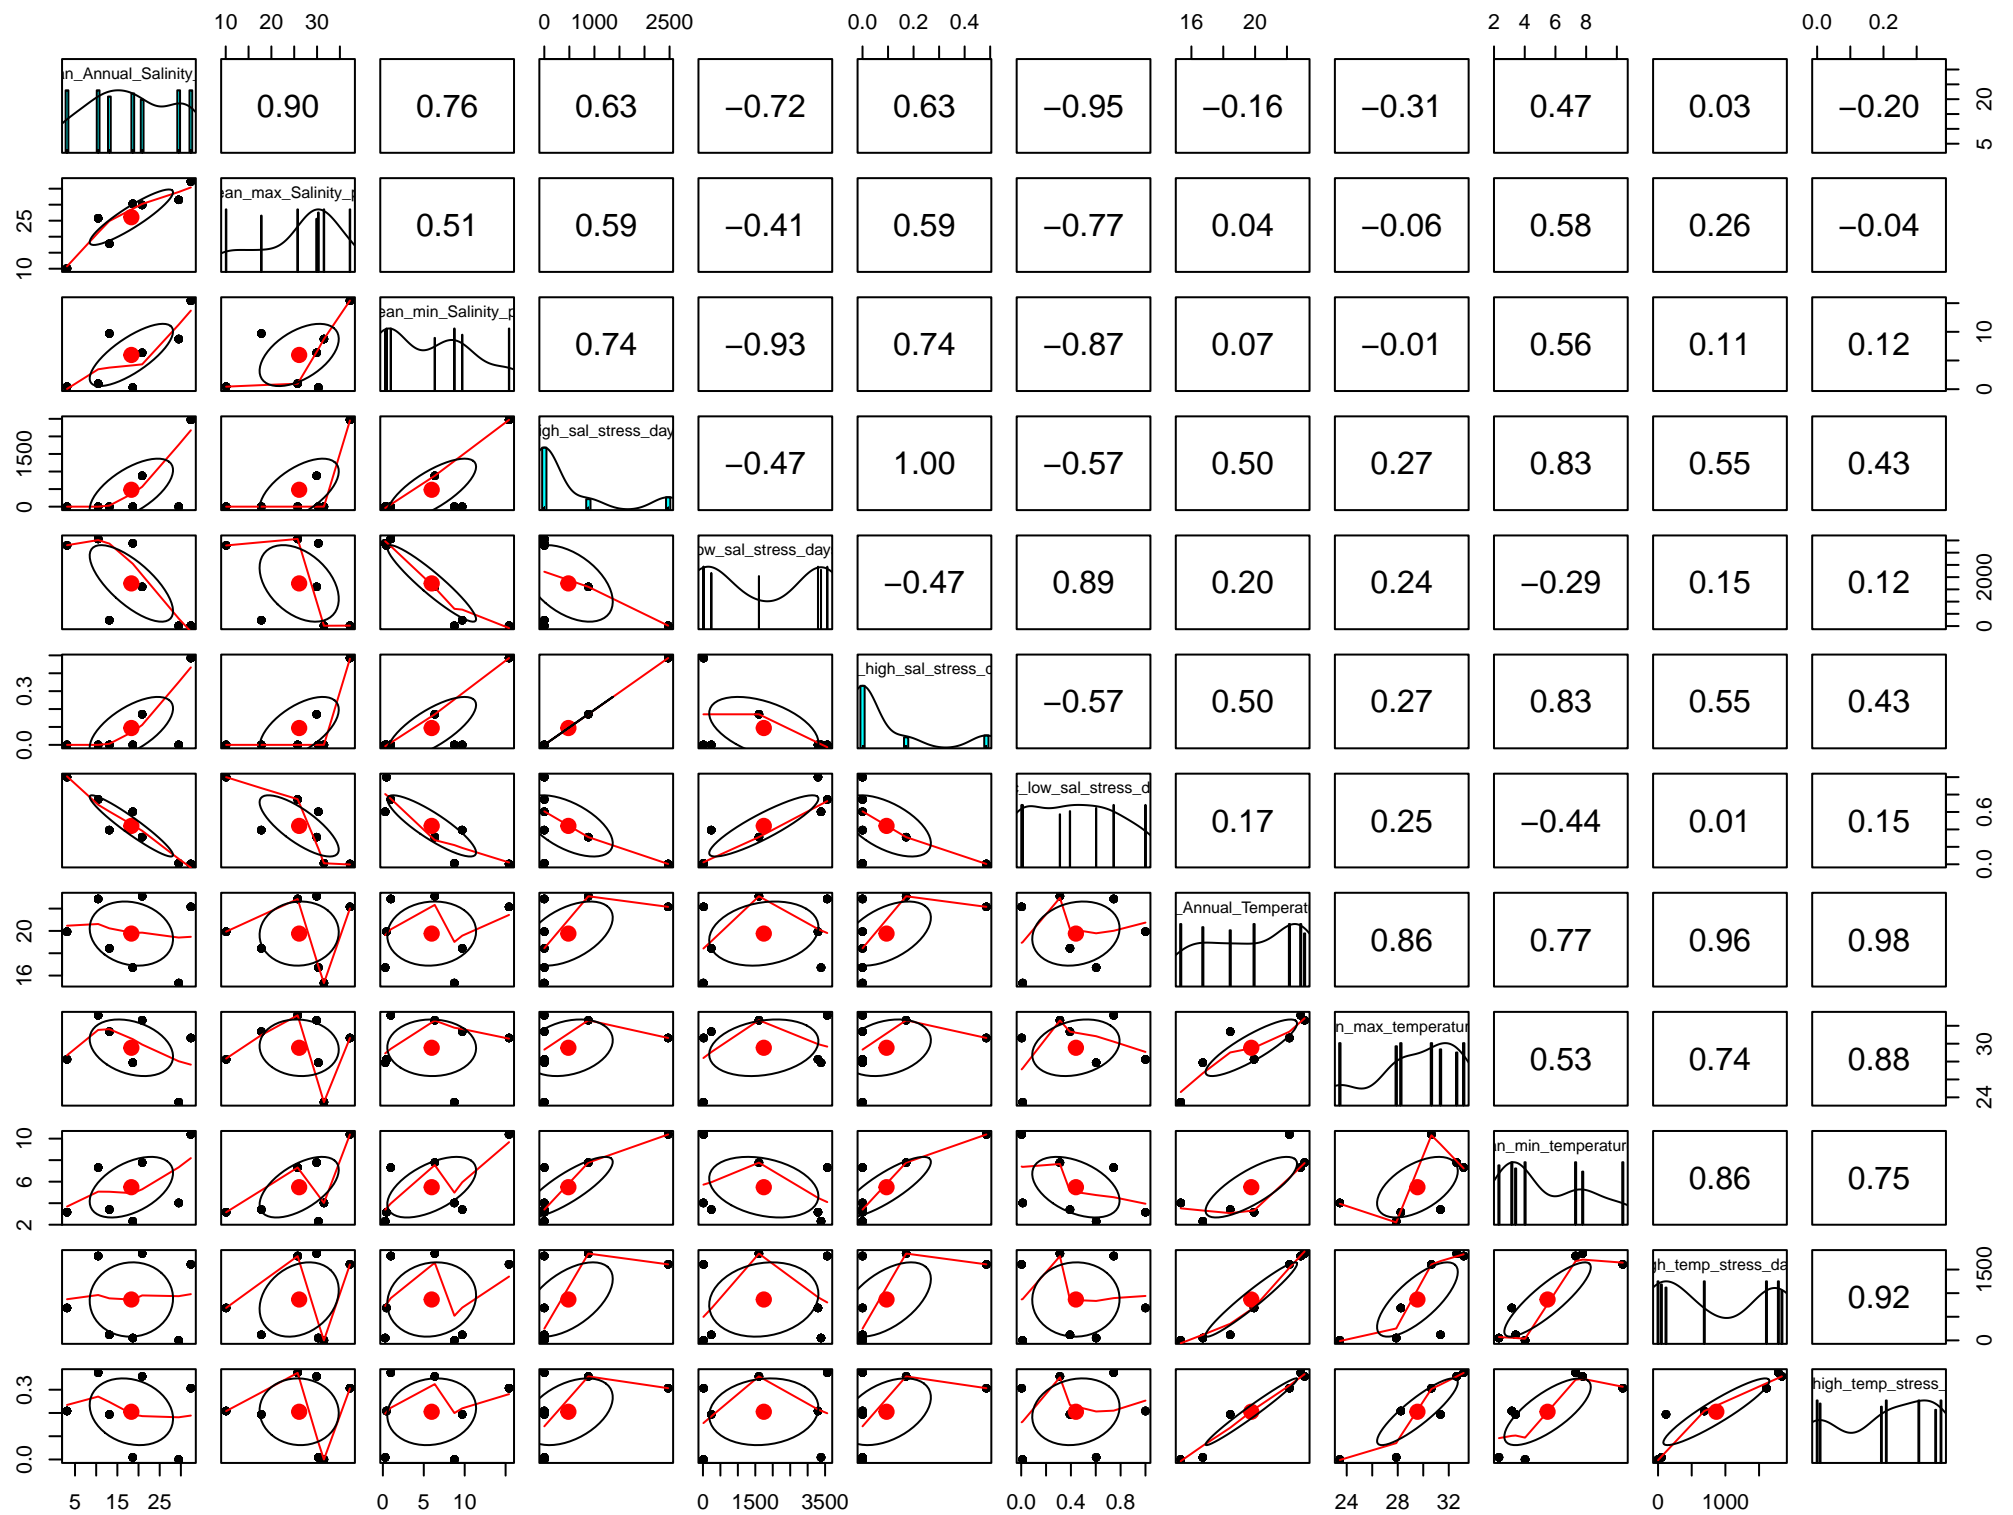 10 20 30 0 1000 2500 0.0 0.2 0.4 16 20 2 4 6 8 0.0 0.2
n_Annual_Salinity_ 0.90 0.76 0.63 −0.72 0.63 −0.95 −0.16 −0.31 0.47 0.03 −0.20 5 20
10 25 ean_max_Salinity_p 0.51 0.59 −0.41 0.59 −0.77 0.04 −0.06 0.58 0.26 −0.04
ean_min_Salinity_p 0.74 −0.93 0.74 −0.87 0.07 −0.01 0.56 0.11 0.12 0 10
0 1500 igh_sal_stress_day −0.47 1.00 −0.57 0.50 0.27 0.83 0.55 0.43
ow_sal_stress_day −0.47 0.89 0.20 0.24 −0.29 0.15 0.12 0 2000
0.0 0.3 _high_sal_stress_d −0.57 0.50 0.27 0.83 0.55 0.43
_low_sal_stress_d 0.17 0.25 −0.44 0.01 0.15 0.0 0.6
16 20 _Annual_Temperat 0.86 0.77 0.96 0.98
n_max_temperatur 0.53 0.74 0.88 24 30
2 6 10 an_min_temperatur 0.86 0.75
gh_temp_stress_da 0.92 0 1500
0.0 0.3 high_temp_stress_
5 15 25 0 5 10 0 1500 3500 0.0 0.4 0.8 24 28 32 0 1000